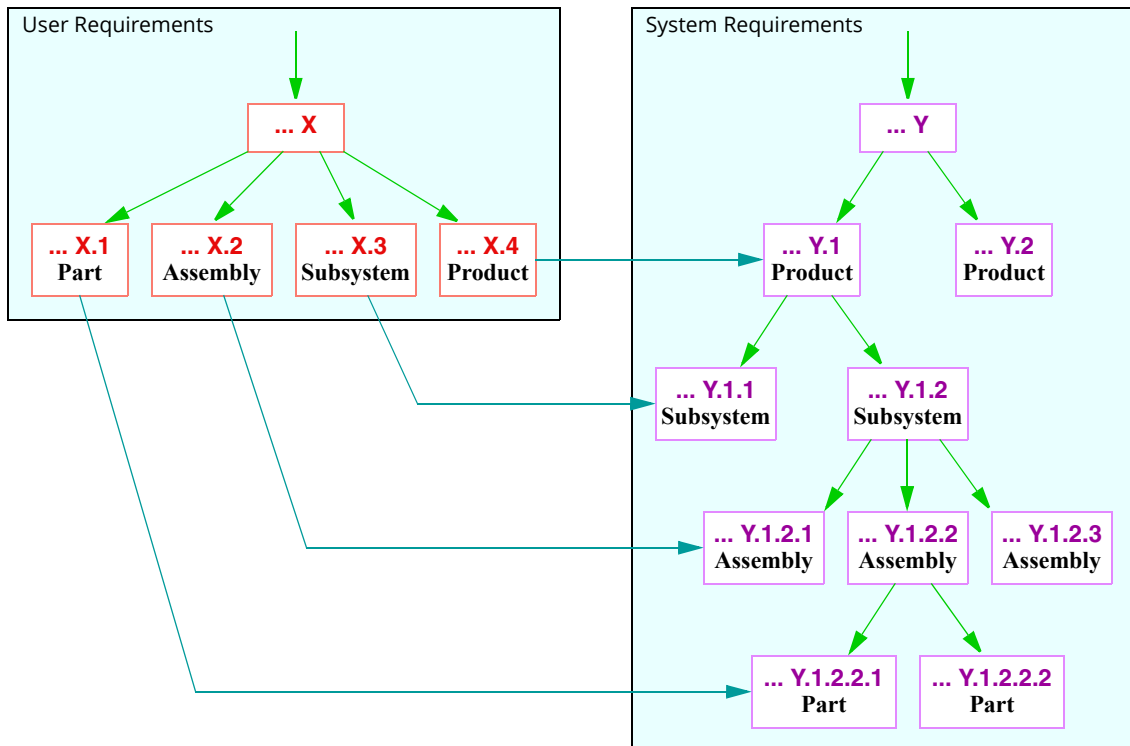 User Requirements
... X
... X.1
Part
... X.2
Assembly
... X.3
Subsystem
... X.4
Product
System Requirements
... Y
... Y.1
Product
... Y.2
Product
... Y.1.1
Subsystem
... Y.1.2
Subsystem
... Y.1.2.1
Assembly
... Y.1.2.2
Assembly
... Y.1.2.3
Assembly
... Y.1.2.2.1
Part
... Y.1.2.2.2
Part